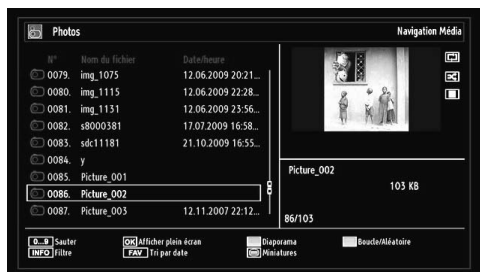 Photos Navigation Média
N° Nom du fichier Date/heure
0079. img_1075 12.06.2009 20:21...
0080. img_1115 12.06.2009 22:28...
0081. img_1131 12.06.2009 23:56...
0082. s8000381 17.07.2009 16:58...
0083. sdc11181 21.10.2009 16:55...
0084. y
0085. Picture_001
0086. Picture_002
0087. Picture_003 12.11.2007 22:12...
Picture_002
103 KB
86/103
0...9 Sauter OK Afficher plein écran Diaporama Boucle/Aléatoire
INFO Filtre FAV Tri par date Miniatures